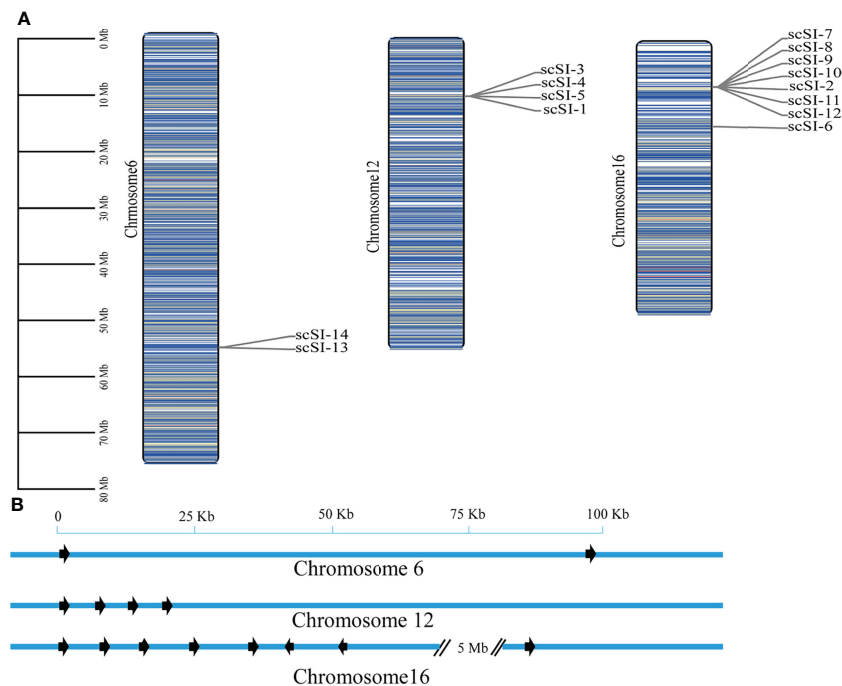 A
0 Mb
10 Mb
20 Mb
30 Mb
40 Mb
50 Mb
60 Mb
70 Mb
80 Mb
Chrmosome6
scSI-14
scSI-13
Chromosome12
scSI-3
scSI-4
scSI-5
scSI-1
Chromosome16
scSI-7
scSI-8
scSI-9
scSI-10
scSI-2
scSI-11
scSI-12
scSI-6
B
0 25 Kb 50 Kb 75 Kb 100 Kb
Chromosome 6
Chromosome 12
5 Mb
Chromosome16